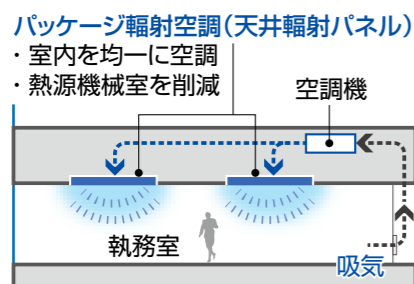 パッケージ輻射空調(天井輻射パネル)
・室内を均一に空調
・熱源機械室を削減
空調機
執務室
吸気